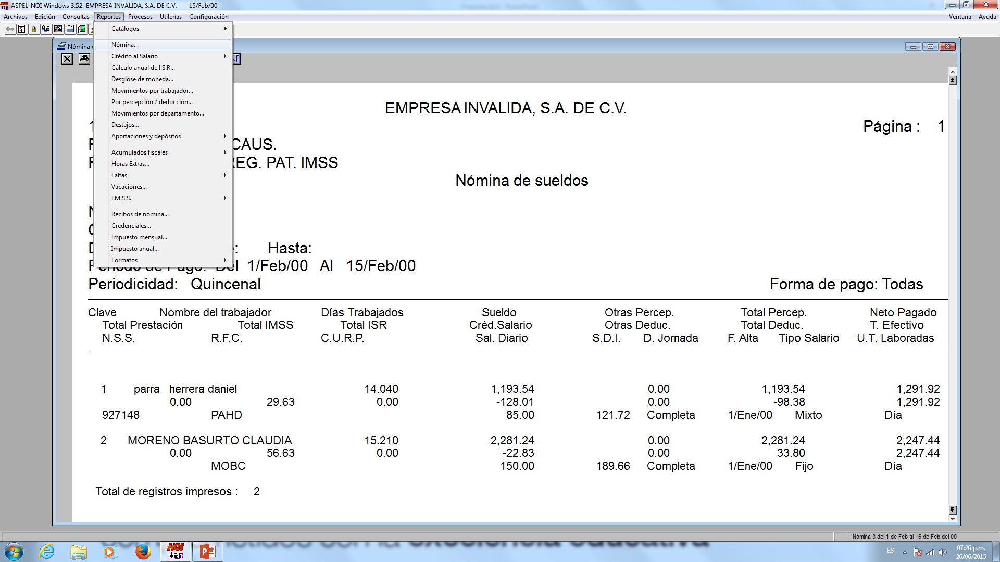 ASPEL-NOI Windows 3.52 EMPRESA INVALIDA, S.A. DE C.V. 15/Feb/00
Archivos Edición Consultas Reportes Procesos Utilerías Configuración Ventana Ayuda
Catálogos
Nómina...
Crédito al Salario
Cálculo anual de I.S.R...
Desglose de moneda...
Movimientos por trabajador...
Por percepción / deducción...
Movimientos por departamento...
Destajos...
Aportaciones y depósitos
Acumulados fiscales
Horas Extras...
Faltas
Vacaciones...
I.M.S.S.
Recibos de nómina...
Credenciales...
Impuesto mensual...
Impuesto anual...
Formatos
Nómina
EMPRESA INVALIDA, S.A. DE C.V.
Página : 1
CAUS.
REG. PAT. IMSS
Nómina de sueldos
Hasta:
Periodo de Pago: Del 1/Feb/00 Al 15/Feb/00
Periodicidad: Quincenal Forma de pago: Todas
Clave Nombre del trabajador Días Trabajados Sueldo Otras Percep. Total Percep. Neto Pagado
Total Prestación Total IMSS Total ISR Créd.Salario Otras Deduc. Total Deduc. T. Efectivo
N.S.S. R.F.C. C.U.R.P. Sal. Diario S.D.I. D. Jornada F. Alta Tipo Salario U.T. Laboradas
1 parra herrera daniel 14.040 1,193.54 0.00 1,193.54 1,291.92
0.00 29.63 0.00 -128.01 0.00 -98.38 1,291.92
927148 PAHD 85.00 121.72 Completa 1/Ene/00 Mixto Día
2 MORENO BASURTO CLAUDIA 15.210 2,281.24 0.00 2,281.24 2,247.44
0.00 56.63 0.00 -22.83 0.00 33.80 2,247.44
MOBC 150.00 189.66 Completa 1/Ene/00 Fijo Día
Total de registros impresos : 2
Nómina 3 del 1 de Feb al 15 de Feb del 00
NOI
ES
07:26 p.m.
26/06/2015